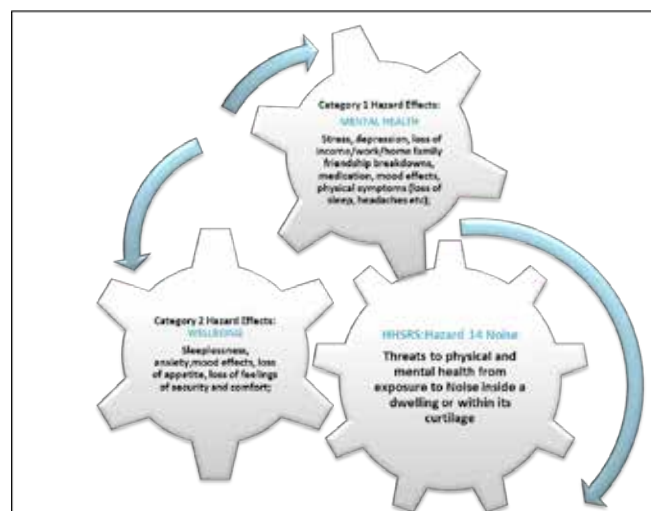 Category 1 Hazard Effects:
MENTAL HEALTH
Stress, depression, loss of
income/work/home family
friendship breakdowns,
medication, mood effects,
physical symptoms (loss of
sleep, headaches etc);
Category 2 Hazard Effects:
WELLBEING
Sleeplessness,
anxiety,mood effects, loss
of appetite, loss of feelings
of security and comfort;
HHSRS:Hazard 14 Noise
Threats to physical and
mental health from
exposure to Noise inside a
dwelling or within its
curtilage